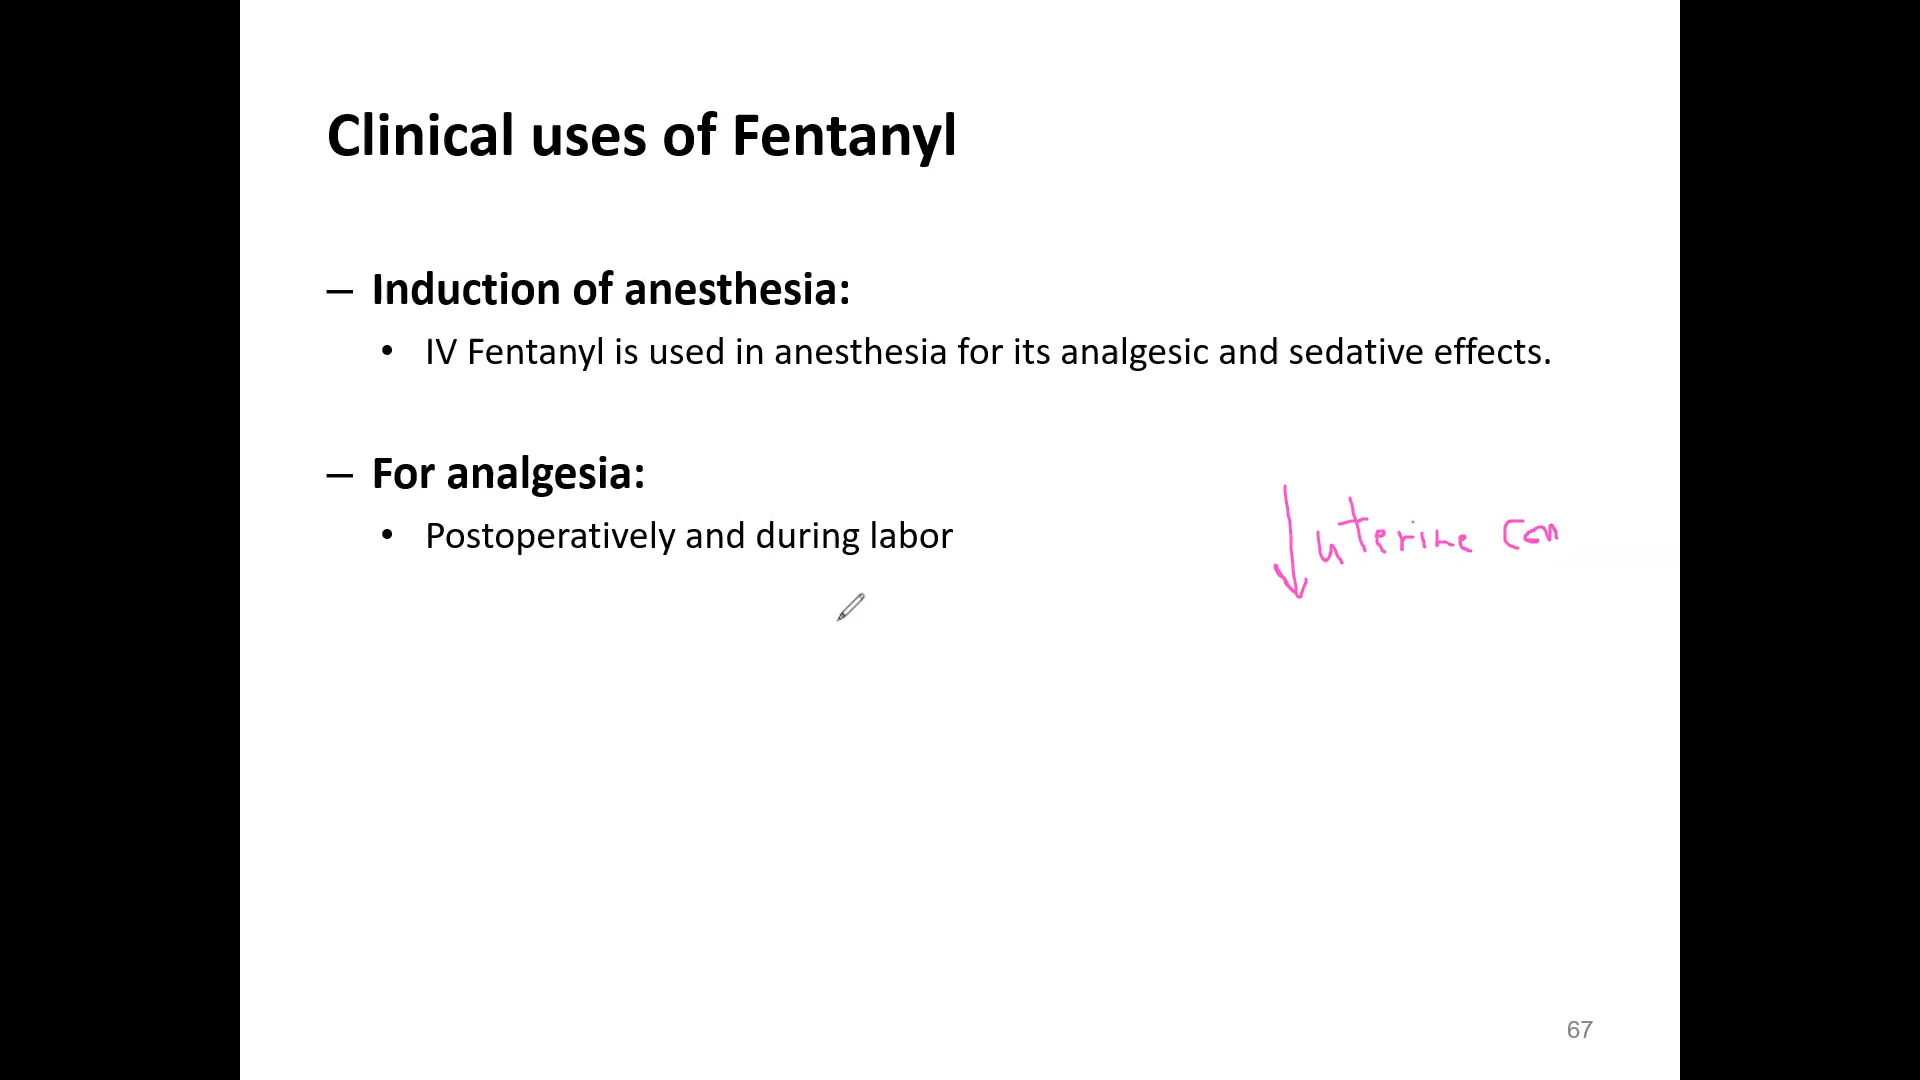 Clinical uses of Fentanyl
– Induction of anesthesia:
• IV Fentanyl is used in anesthesia for its analgesic and sedative effects.
– For analgesia:
• Postoperatively and during labor
↓ uterine con
67